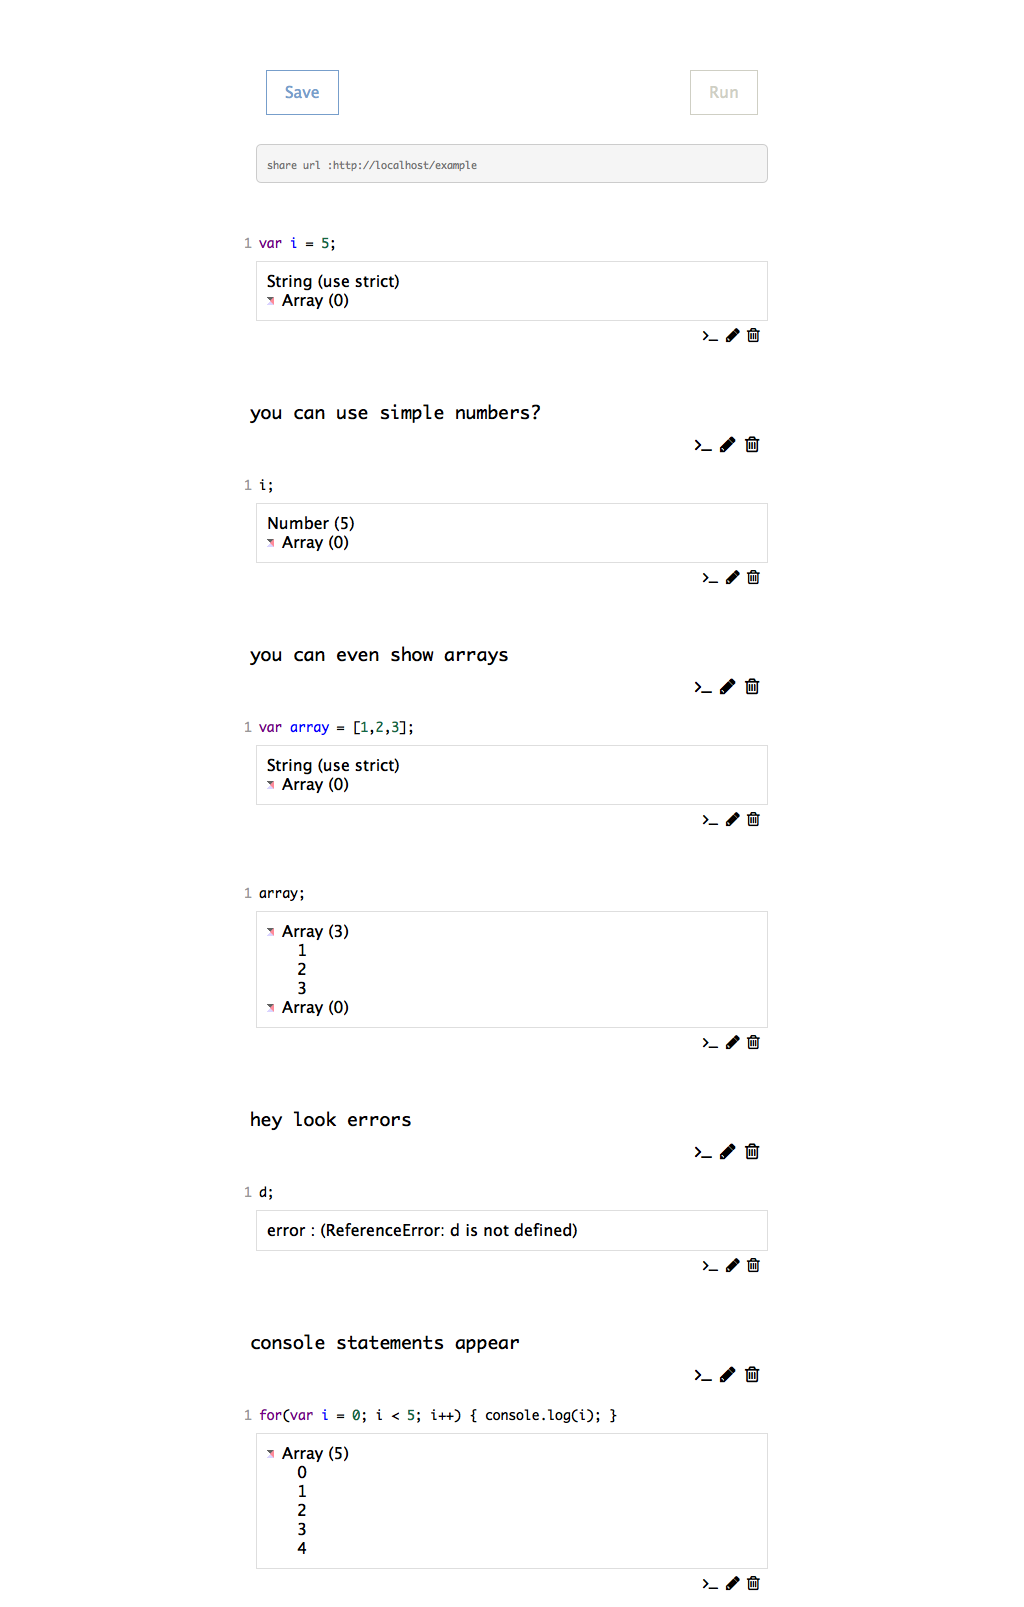 Save
Run
share url :http://localhost/example
1 var i = 5;
String (use strict)
Array (0)
you can use simple numbers?
1 i;
Number (5)
Array (0)
you can even show arrays
1 var array = [1,2,3];
String (use strict)
Array (0)
1 array;
Array (3)
1
2
3
Array (0)
hey look errors
1 d;
error : (ReferenceError: d is not defined)
console statements appear
1 for(var i = 0; i < 5; i++) { console.log(i); }
Array (5)
0
1
2
3
4